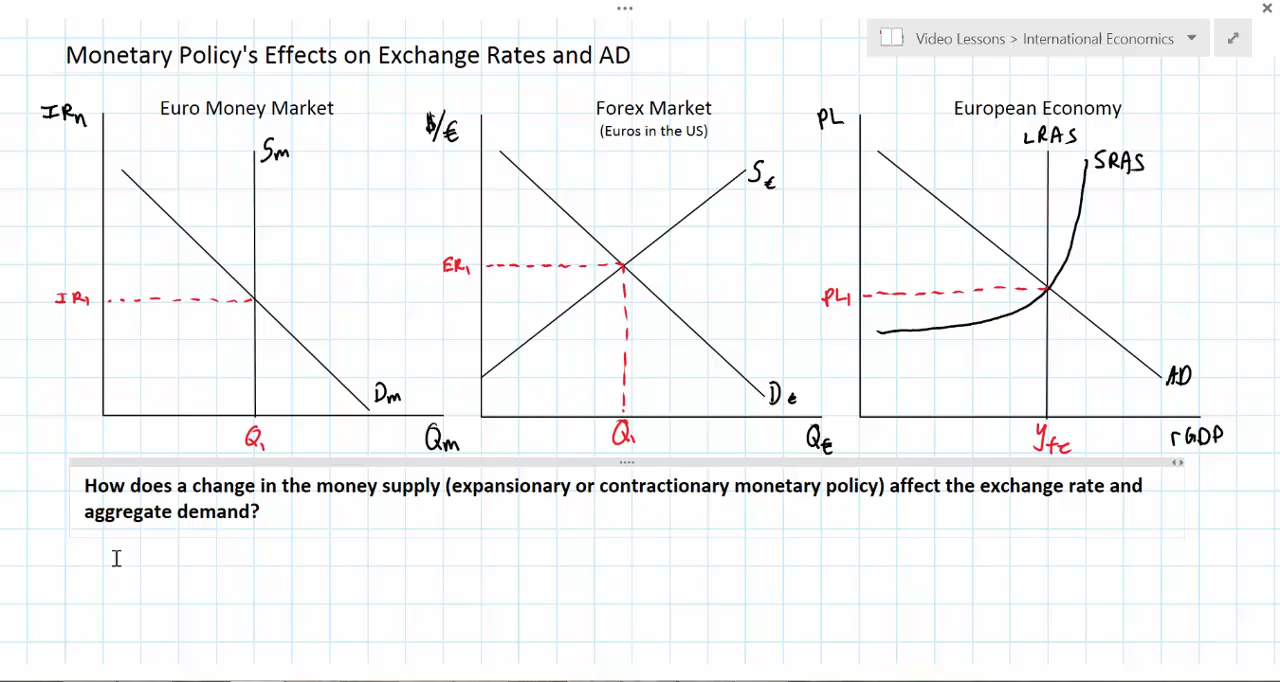 Video Lessons > International Economics
Monetary Policy's Effects on Exchange Rates and AD
Euro Money Market
IRn
Sm
IR1
Dm
Q1
Qm
Forex Market
(Euros in the US)
$/€
S€
ER1
D€
Q1
Q€
European Economy
PL
LRAS
SRAS
PL1
AD
Yfe
rGDP
How does a change in the money supply (expansionary or contractionary monetary policy) affect the exchange rate and
aggregate demand?